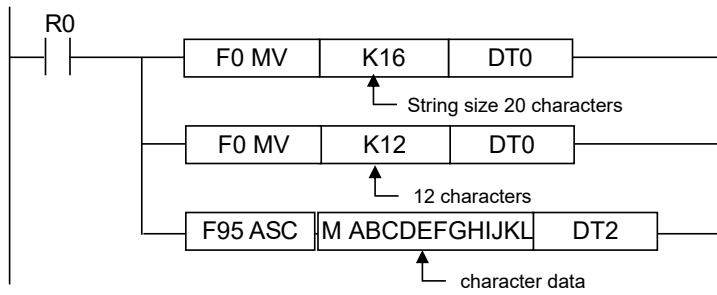 R0
F0 MV K16 DT0
String size 20 characters
F0 MV K12 DT0
12 characters
F95 ASC M ABCDEFGHIJKL DT2
character data